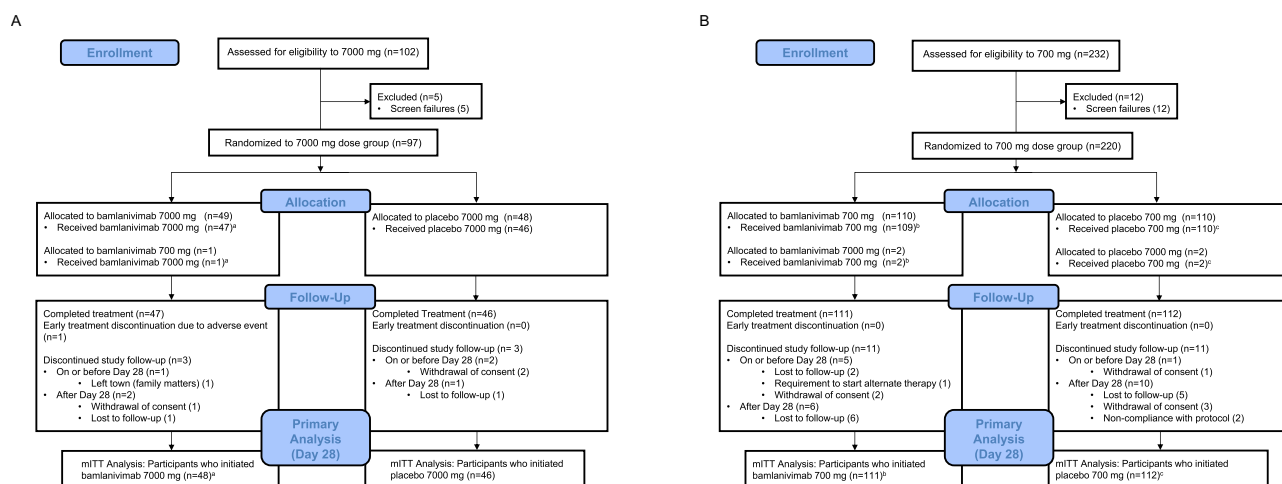 A
Enrollment
Assessed for eligibility to 7000 mg (n=102)
Excluded (n=5)
• Screen failures (5)
Randomized to 7000 mg dose group (n=97)
Allocation
Allocated to bamlanivimab 7000 mg (n=49)
• Received bamlanivimab 7000 mg (n=47)a
Allocated to bamlanivimab 700 mg (n=1)
• Received bamlanivimab 7000 mg (n=1)a
Allocated to placebo 7000 mg (n=48)
• Received placebo 7000 mg (n=46)
Follow-Up
Completed treatment (n=47)
Early treatment discontinuation due to adverse event
(n=1)
Discontinued study follow-up (n=3)
• On or before Day 28 (n=1)
• Left town (family matters) (1)
• After Day 28 (n=2)
• Withdrawal of consent (1)
• Lost to follow-up (1)
Completed Treatment (n=46)
Early treatment discontinuation (n=0)
Discontinued study follow-up (n= 3)
• On or before Day 28 (n=2)
• Withdrawal of consent (2)
• After Day 28 (n=1)
• Lost to follow-up (1)
Primary
Analysis
(Day 28)
mITT Analysis: Participants who initiated
bamlanivimab 7000 mg (n=48)a
mITT Analysis: Participants who initiated
placebo 7000 mg (n=46)
B
Enrollment
Assessed for eligibility to 700 mg (n=232)
Excluded (n=12)
• Screen failures (12)
Randomized to 700 mg dose group (n=220)
Allocation
Allocated to bamlanivimab 700 mg (n=110)
• Received bamlanivimab 700 mg (n=109)b
Allocated to bamlanivimab 7000 mg (n=2)
• Received bamlanivimab 700 mg (n=2)b
Allocated to placebo 700 mg (n=110)
• Received placebo 700 mg (n=110)c
Allocated to placebo 7000 mg (n=2)
• Received placebo 700 mg (n=2)c
Follow-Up
Completed treatment (n=111)
Early treatment discontinuation (n=0)
Discontinued study follow-up (n=11)
• On or before Day 28 (n=5)
• Lost to follow-up (2)
• Requirement to start alternate therapy (1)
• Withdrawal of consent (2)
• After Day 28 (n=6)
• Lost to follow-up (6)
Completed treatment (n=112)
Early treatment discontinuation (n=0)
Discontinued study follow-up (n=11)
• On or before Day 28 (n=1)
• Withdrawal of consent (1)
• After Day 28 (n=10)
• Lost to follow-up (5)
• Withdrawal of consent (3)
• Non-compliance with protocol (2)
Primary
Analysis
(Day 28)
mITT Analysis: Participants who initiated
bamlanivimab 700 mg (n=111)b
mITT Analysis: Participants who initiated
placebo 700 mg (n=112)c